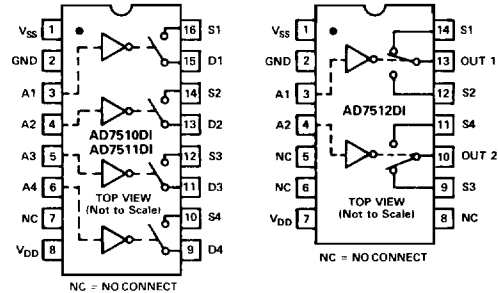 VSS 1
GND 2
A1 3
A2 4
A3 5
A4 6
NC 7
VDD 8
16 S1
15 D1
14 S2
13 D2
12 S3
11 D3
10 S4
9 D4
AD7510DI
AD7511DI
TOP VIEW
(Not to Scale)
NC = NO CONNECT
VSS 1
GND 2
A1 3
A2 4
NC 5
NC 6
VDD 7
14 S1
13 OUT 1
12 S2
11 S4
10 OUT 2
9 S3
8 NC
AD7512DI
TOP VIEW
(Not to Scale)
NC = NO CONNECT